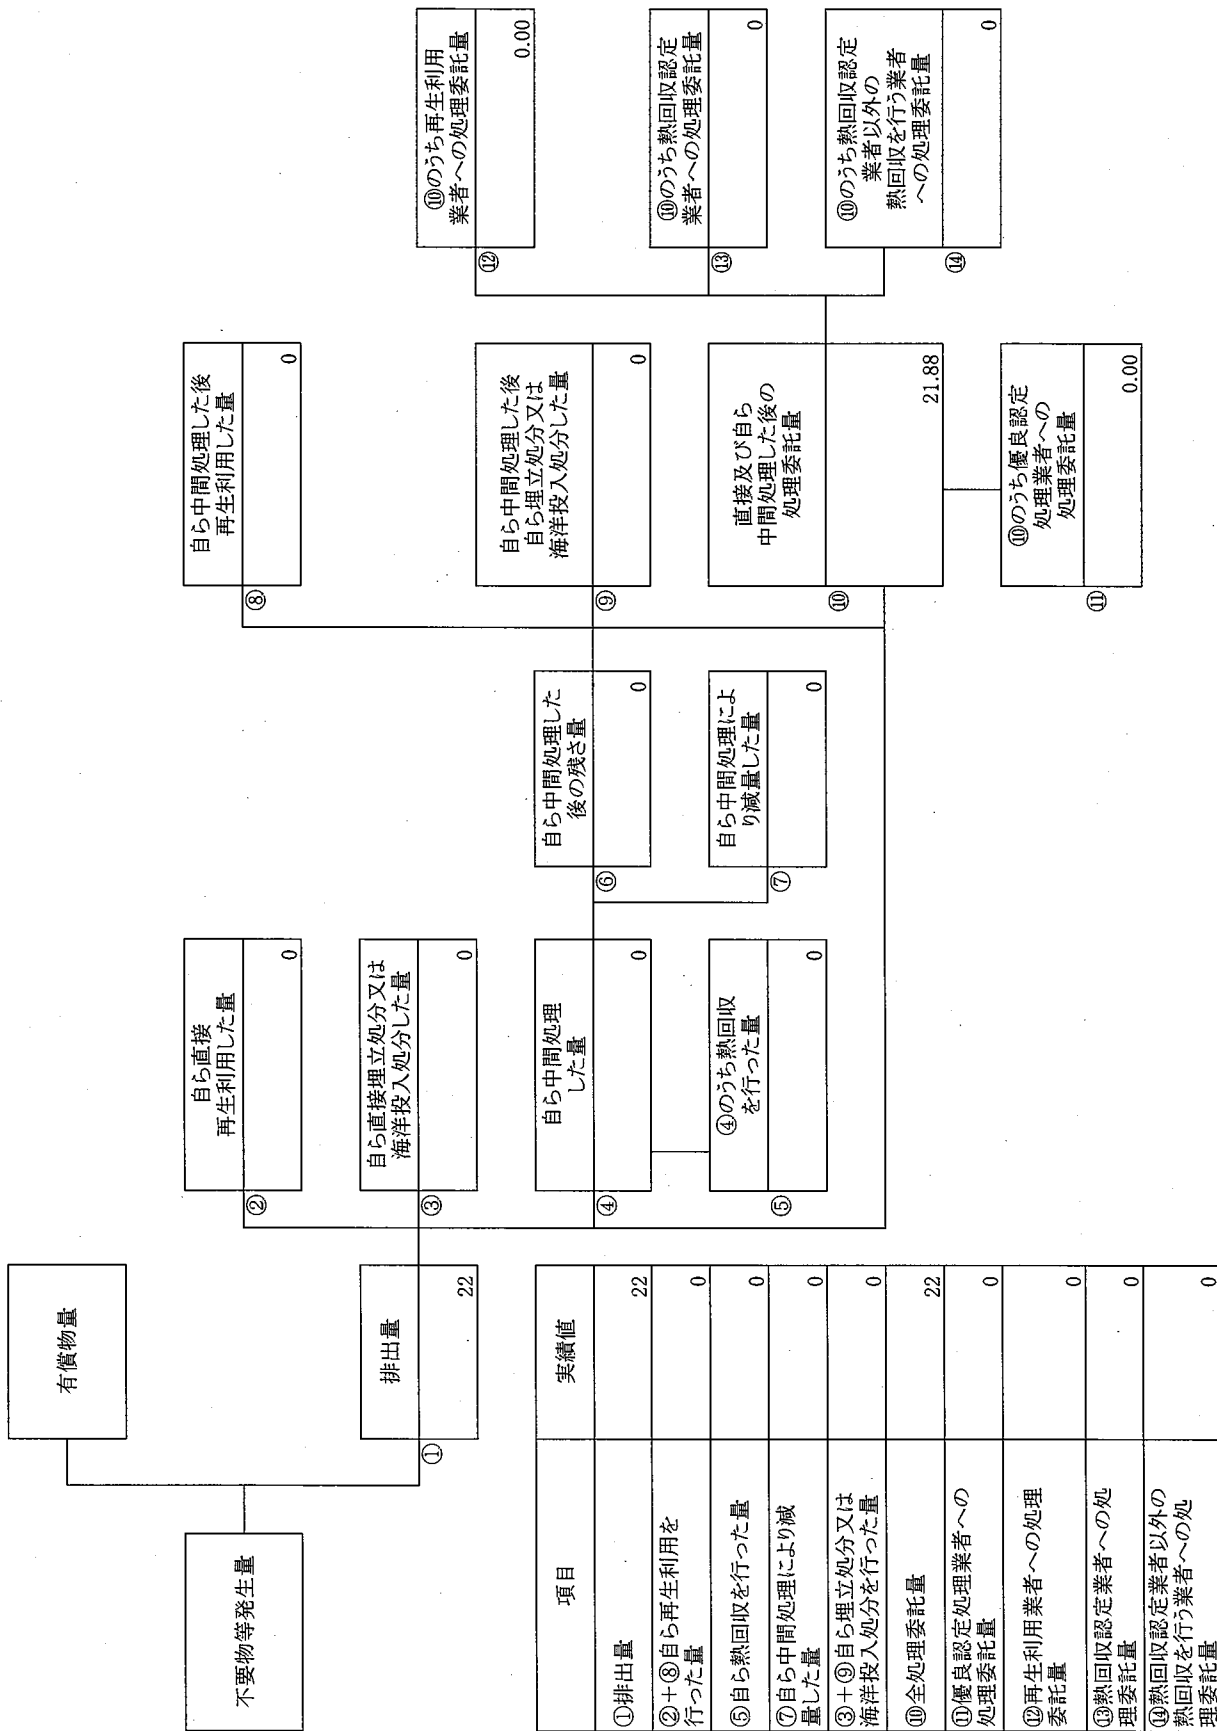 不要物等発生量
有償物量
排出量
①
22
自ら直接
再生利用した量
②
0
自ら直接埋立処分又は
海洋投入処分した量
③
0
自ら中間処理
した量
④
0
④のうち熱回収
を行った量
⑤
0
自ら中間処理した
後の残さ量
⑥
0
自ら中間処理によ
り減量した量
⑦
0
自ら中間処理した後
再生利用した量
⑧
0
自ら中間処理した後
自ら埋立処分又は
海洋投入処分した量
⑨
0
直接及び自ら
中間処理した後の
処理委託量
⑩
21.88
⑩のうち優良認定
処理業者への
処理委託量
⑪
0.00
⑩のうち再生利用
業者への処理委託量
⑫
0.00
⑩のうち熱回収認定
業者への処理委託量
⑬
0
⑩のうち熱回収認定
業者以外の
熱回収を行う業者
への処理委託量
⑭
0
項目 実績値
①排出量 22
②+⑧自ら再生利用を
行った量 0
⑤自ら熱回収を行った量 0
⑦自ら中間処理により減
量した量 0
③+⑨自ら埋立処分又は
海洋投入処分を行った量 0
⑩全処理委託量 22
⑪優良認定処理業者への
処理委託量 0
⑫再生利用業者への処理
委託量 0
⑬熱回収認定業者への処
理委託量 0
⑭熱回収認定業者以外の
熱回収を行う業者への処
理委託量 0